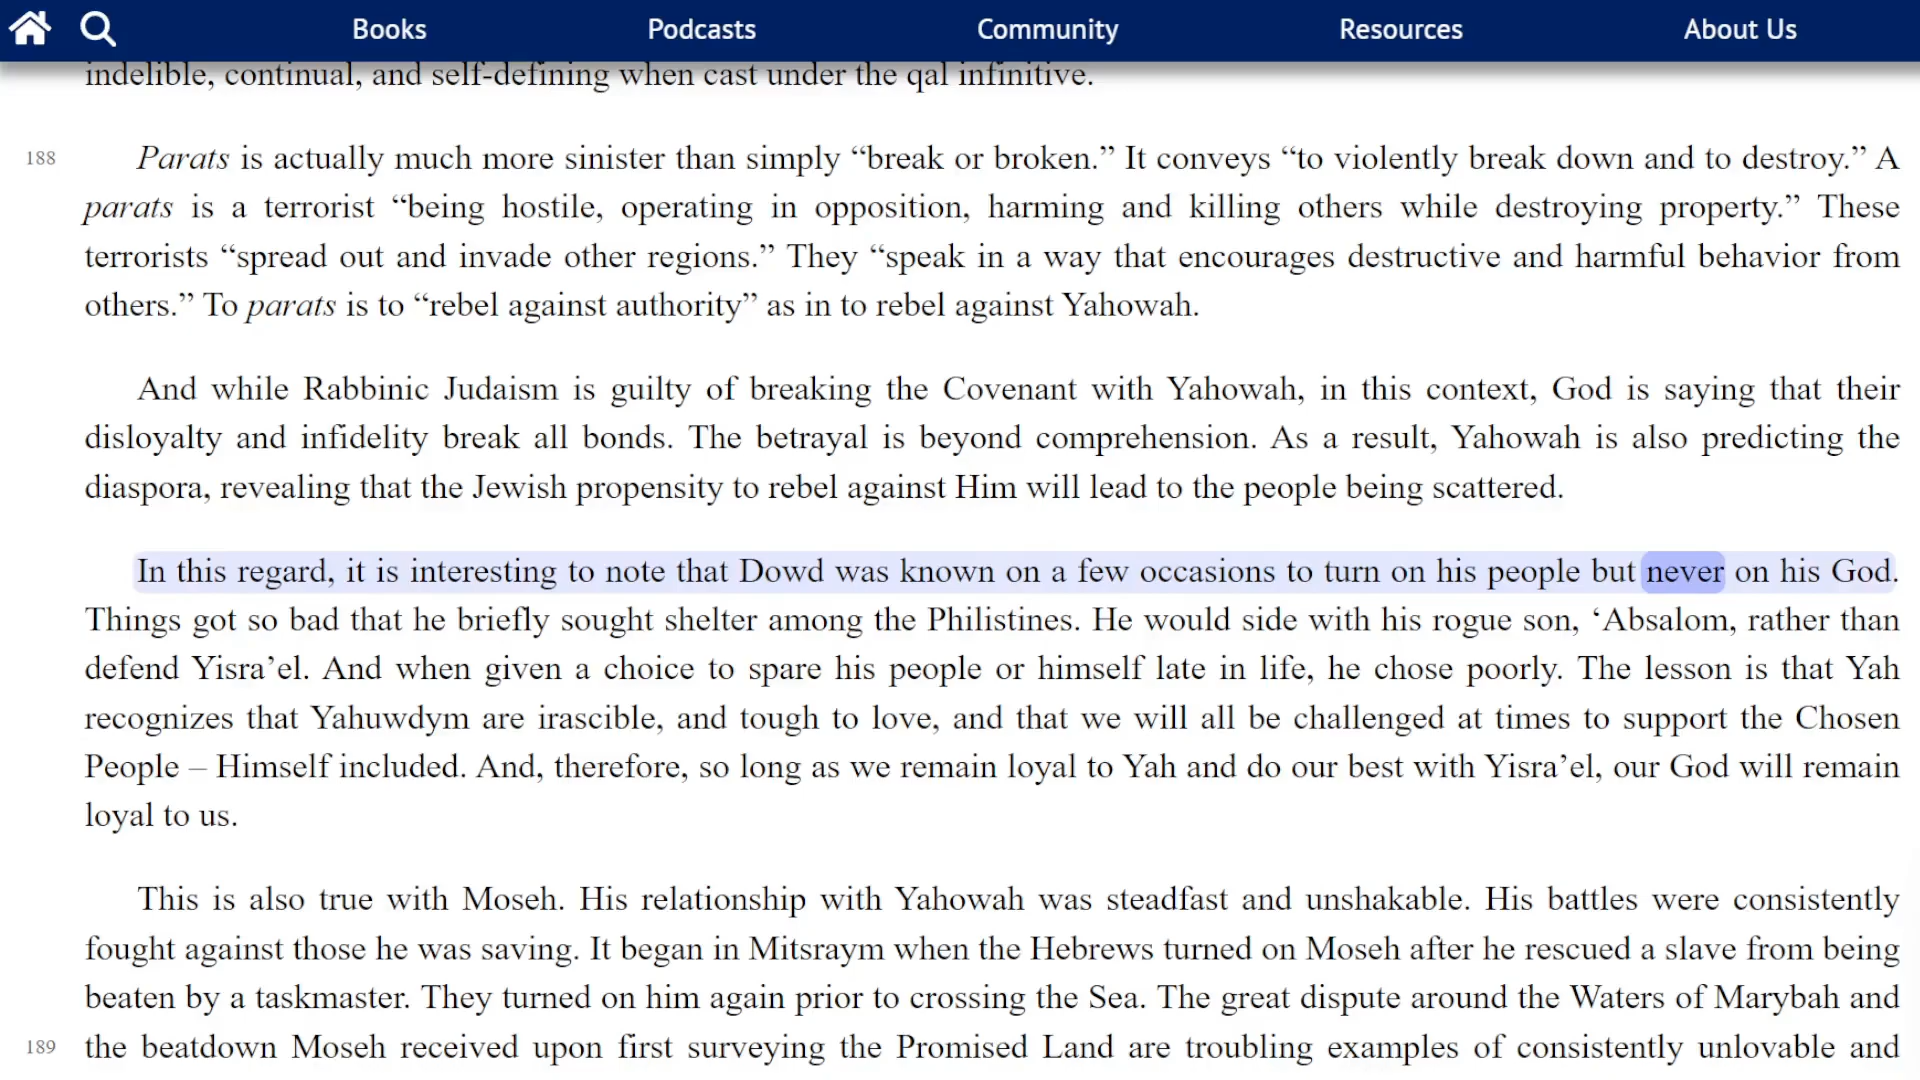 Books Podcasts Community Resources About Us
indelible, continual, and self-defining when cast under the qal infinitive.
188 Parats is actually much more sinister than simply “break or broken.” It conveys “to violently break down and to destroy.” A
parats is a terrorist “being hostile, operating in opposition, harming and killing others while destroying property.” These
terrorists “spread out and invade other regions.” They “speak in a way that encourages destructive and harmful behavior from
others.” To parats is to “rebel against authority” as in to rebel against Yahowah.
And while Rabbinic Judaism is guilty of breaking the Covenant with Yahowah, in this context, God is saying that their
disloyalty and infidelity break all bonds. The betrayal is beyond comprehension. As a result, Yahowah is also predicting the
diaspora, revealing that the Jewish propensity to rebel against Him will lead to the people being scattered.
In this regard, it is interesting to note that Dowd was known on a few occasions to turn on his people but never on his God.
Things got so bad that he briefly sought shelter among the Philistines. He would side with his rogue son, ‘Absalom, rather than
defend Yisra’el. And when given a choice to spare his people or himself late in life, he chose poorly. The lesson is that Yah
recognizes that Yahuwdym are irascible, and tough to love, and that we will all be challenged at times to support the Chosen
People – Himself included. And, therefore, so long as we remain loyal to Yah and do our best with Yisra’el, our God will remain
loyal to us.
This is also true with Moseh. His relationship with Yahowah was steadfast and unshakable. His battles were consistently
fought against those he was saving. It began in Mitsraym when the Hebrews turned on Moseh after he rescued a slave from being
beaten by a taskmaster. They turned on him again prior to crossing the Sea. The great dispute around the Waters of Marybah and
189 the beatdown Moseh received upon first surveying the Promised Land are troubling examples of consistently unlovable and